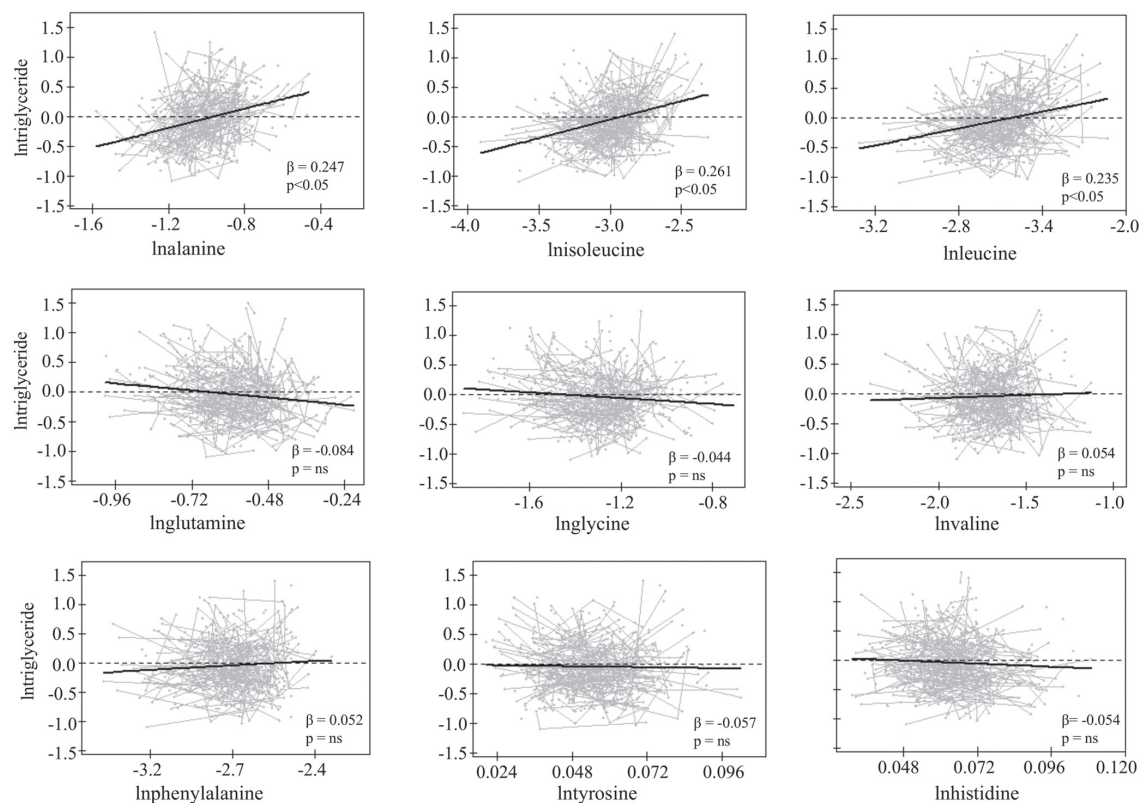 lntriglyceride
1.5
1.0
0.5
0.0
-0.5
-1.0
-1.5
β = 0.247
p<0.05
-1.6 -1.2 -0.8 -0.4
lnalanine
1.5
1.0
0.5
0.0
-0.5
-1.0
-1.5
β = 0.261
p<0.05
-4.0 -3.5 -3.0 -2.5
lnisoleucine
1.5
1.0
0.5
0.0
-0.5
-1.0
-1.5
β = 0.235
p<0.05
-3.2 -2.8 -3.4 -2.0
lnleucine
lntriglyceride
1.5
1.0
0.5
0.0
-0.5
-1.0
-1.5
β = -0.084
p = ns
-0.96 -0.72 -0.48 -0.24
lnglutamine
1.5
1.0
0.5
0.0
-0.5
-1.0
-1.5
β = -0.044
p = ns
-1.6 -1.2 -0.8
lnglycine
1.5
1.0
0.5
0.0
-0.5
-1.0
-1.5
β = 0.054
p = ns
-2.5 -2.0 -1.5 -1.0
lnvaline
lntriglyceride
1.5
1.0
0.5
0.0
-0.5
-1.0
-1.5
β = 0.052
p = ns
-3.2 -2.7 -2.4
lnphenylalanine
1.5
1.0
0.5
0.0
-0.5
-1.0
-1.5
β = -0.057
p = ns
0.024 0.048 0.072 0.096
lntyrosine
β= -0.054
p = ns
0.048 0.072 0.096 0.120
lnhistidine